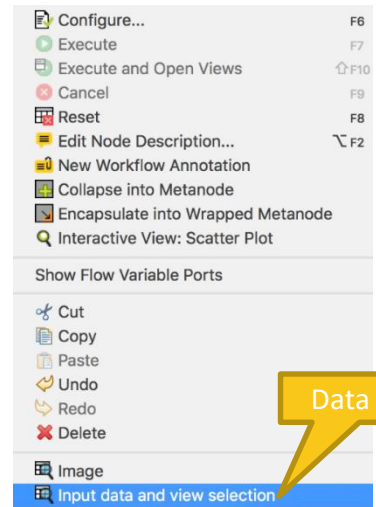 Configure... F6
Execute F7
Execute and Open Views ⇧F10
Cancel F9
Reset F8
Edit Node Description... ⌥F2
New Workflow Annotation
Collapse into Metanode
Encapsulate into Wrapped Metanode
Interactive View: Scatter Plot
Show Flow Variable Ports
Cut
Copy
Paste
Undo
Redo
Data
Delete
Image
Input data and view selection